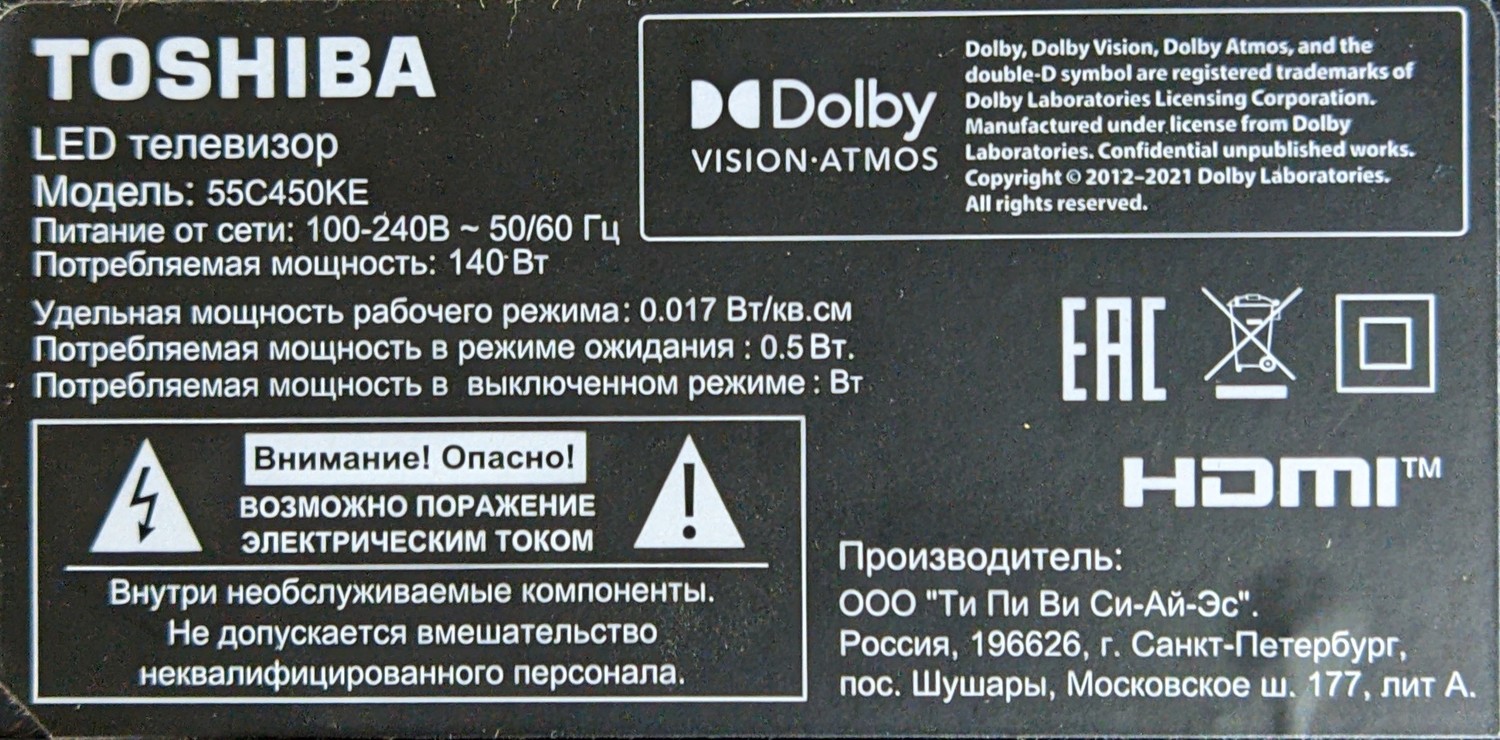 TOSHIBA
LED телевизор
Модель: 55C450KE
Питание от сети: 100-240В ~ 50/60 Гц
Потребляемая мощность: 140 Вт
Удельная мощность рабочего режима: 0.017 Вт/кв.см
Потребляемая мощность в режиме ожидания : 0.5 Вт.
Потребляемая мощность в выключенном режиме : Вт
Dolby
VISION·ATMOS
Dolby, Dolby Vision, Dolby Atmos, and the
double-D symbol are registered trademarks of
Dolby Laboratories Licensing Corporation.
Manufactured under license from Dolby
Laboratories. Confidential unpublished works.
Copyright © 2012–2021 Dolby Laboratories.
All rights reserved.
EAC
HDMI™
Внимание! Опасно!
ВОЗМОЖНО ПОРАЖЕНИЕ
ЭЛЕКТРИЧЕСКИМ ТОКОМ
Внутри необслуживаемые компоненты.
Не допускается вмешательство
неквалифицированного персонала.
Производитель:
ООО "Ти Пи Ви Си-Ай-Эс".
Россия, 196626, г. Санкт-Петербург,
пос. Шушары, Московское ш. 177, лит А.